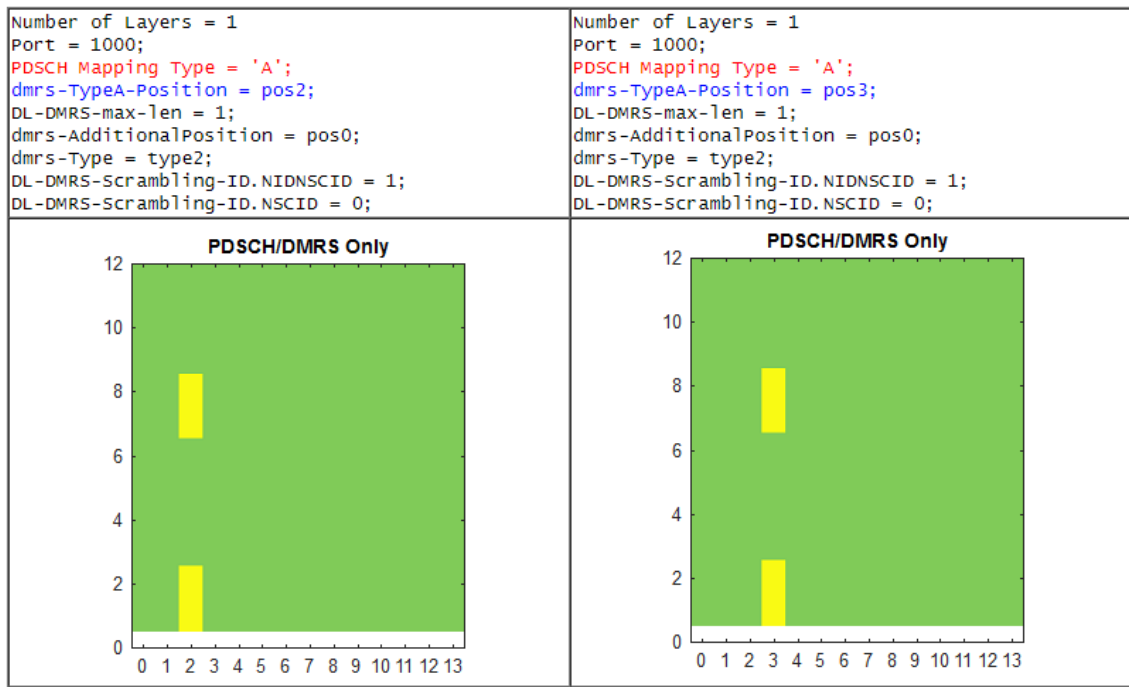 Number of Layers = 1
Port = 1000;
PDSCH Mapping Type = 'A';
dmrs-TypeA-Position = pos2;
DL-DMRS-max-len = 1;
dmrs-AdditionalPosition = pos0;
dmrs-Type = type2;
DL-DMRS-Scrambling-ID.NIDNSCID = 1;
DL-DMRS-Scrambling-ID.NSCID = 0;
Number of Layers = 1
Port = 1000;
PDSCH Mapping Type = 'A';
dmrs-TypeA-Position = pos3;
DL-DMRS-max-len = 1;
dmrs-AdditionalPosition = pos0;
dmrs-Type = type2;
DL-DMRS-Scrambling-ID.NIDNSCID = 1;
DL-DMRS-Scrambling-ID.NSCID = 0;
PDSCH/DMRS Only
12
10
8
6
4
2
0
0 1 2 3 4 5 6 7 8 9 10 11 12 13
PDSCH/DMRS Only
12
10
8
6
4
2
0
0 1 2 3 4 5 6 7 8 9 10 11 12 13